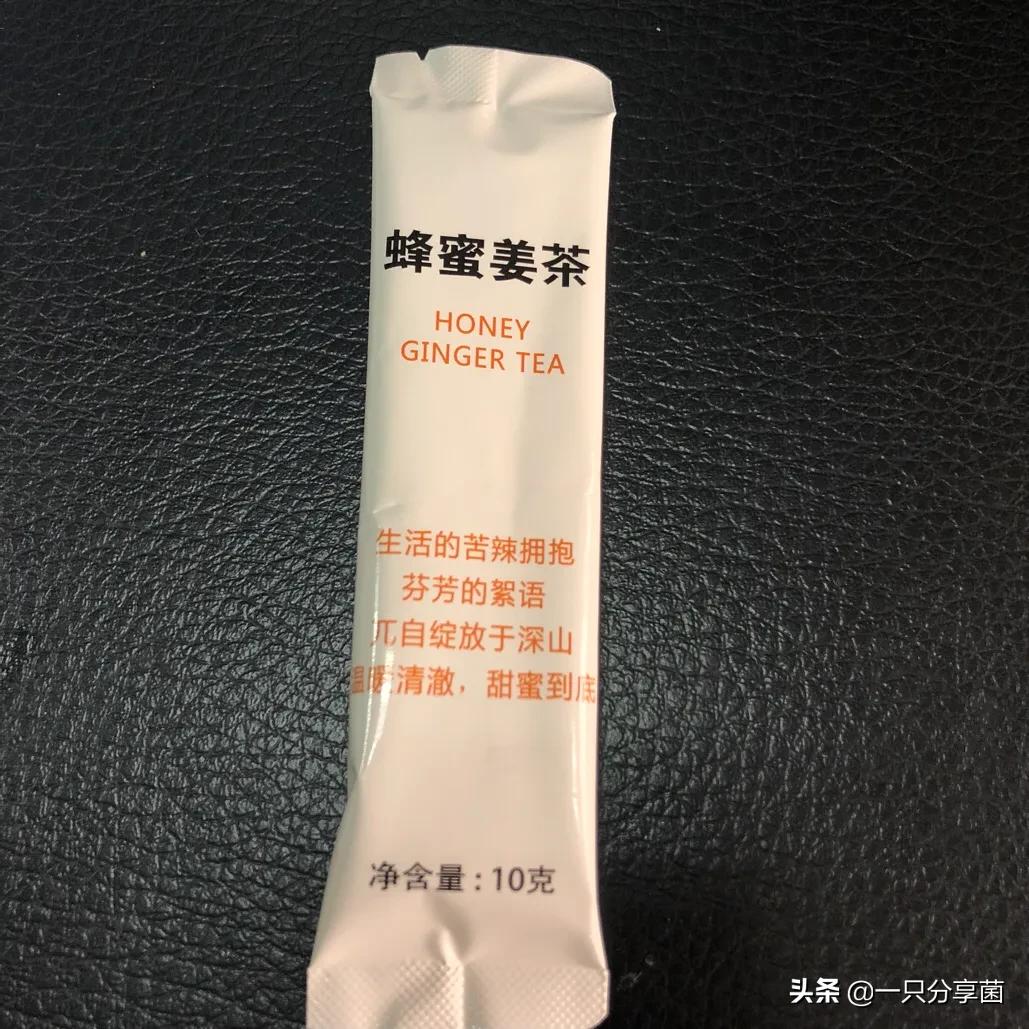 蜂蜜姜茶
HONEY
GINGER TEA
生活的苦辣拥抱
芬芳的絮语
兀自绽放于深山
温暖清澈，甜蜜到底
净含量：10克
头条 @一只分享菌